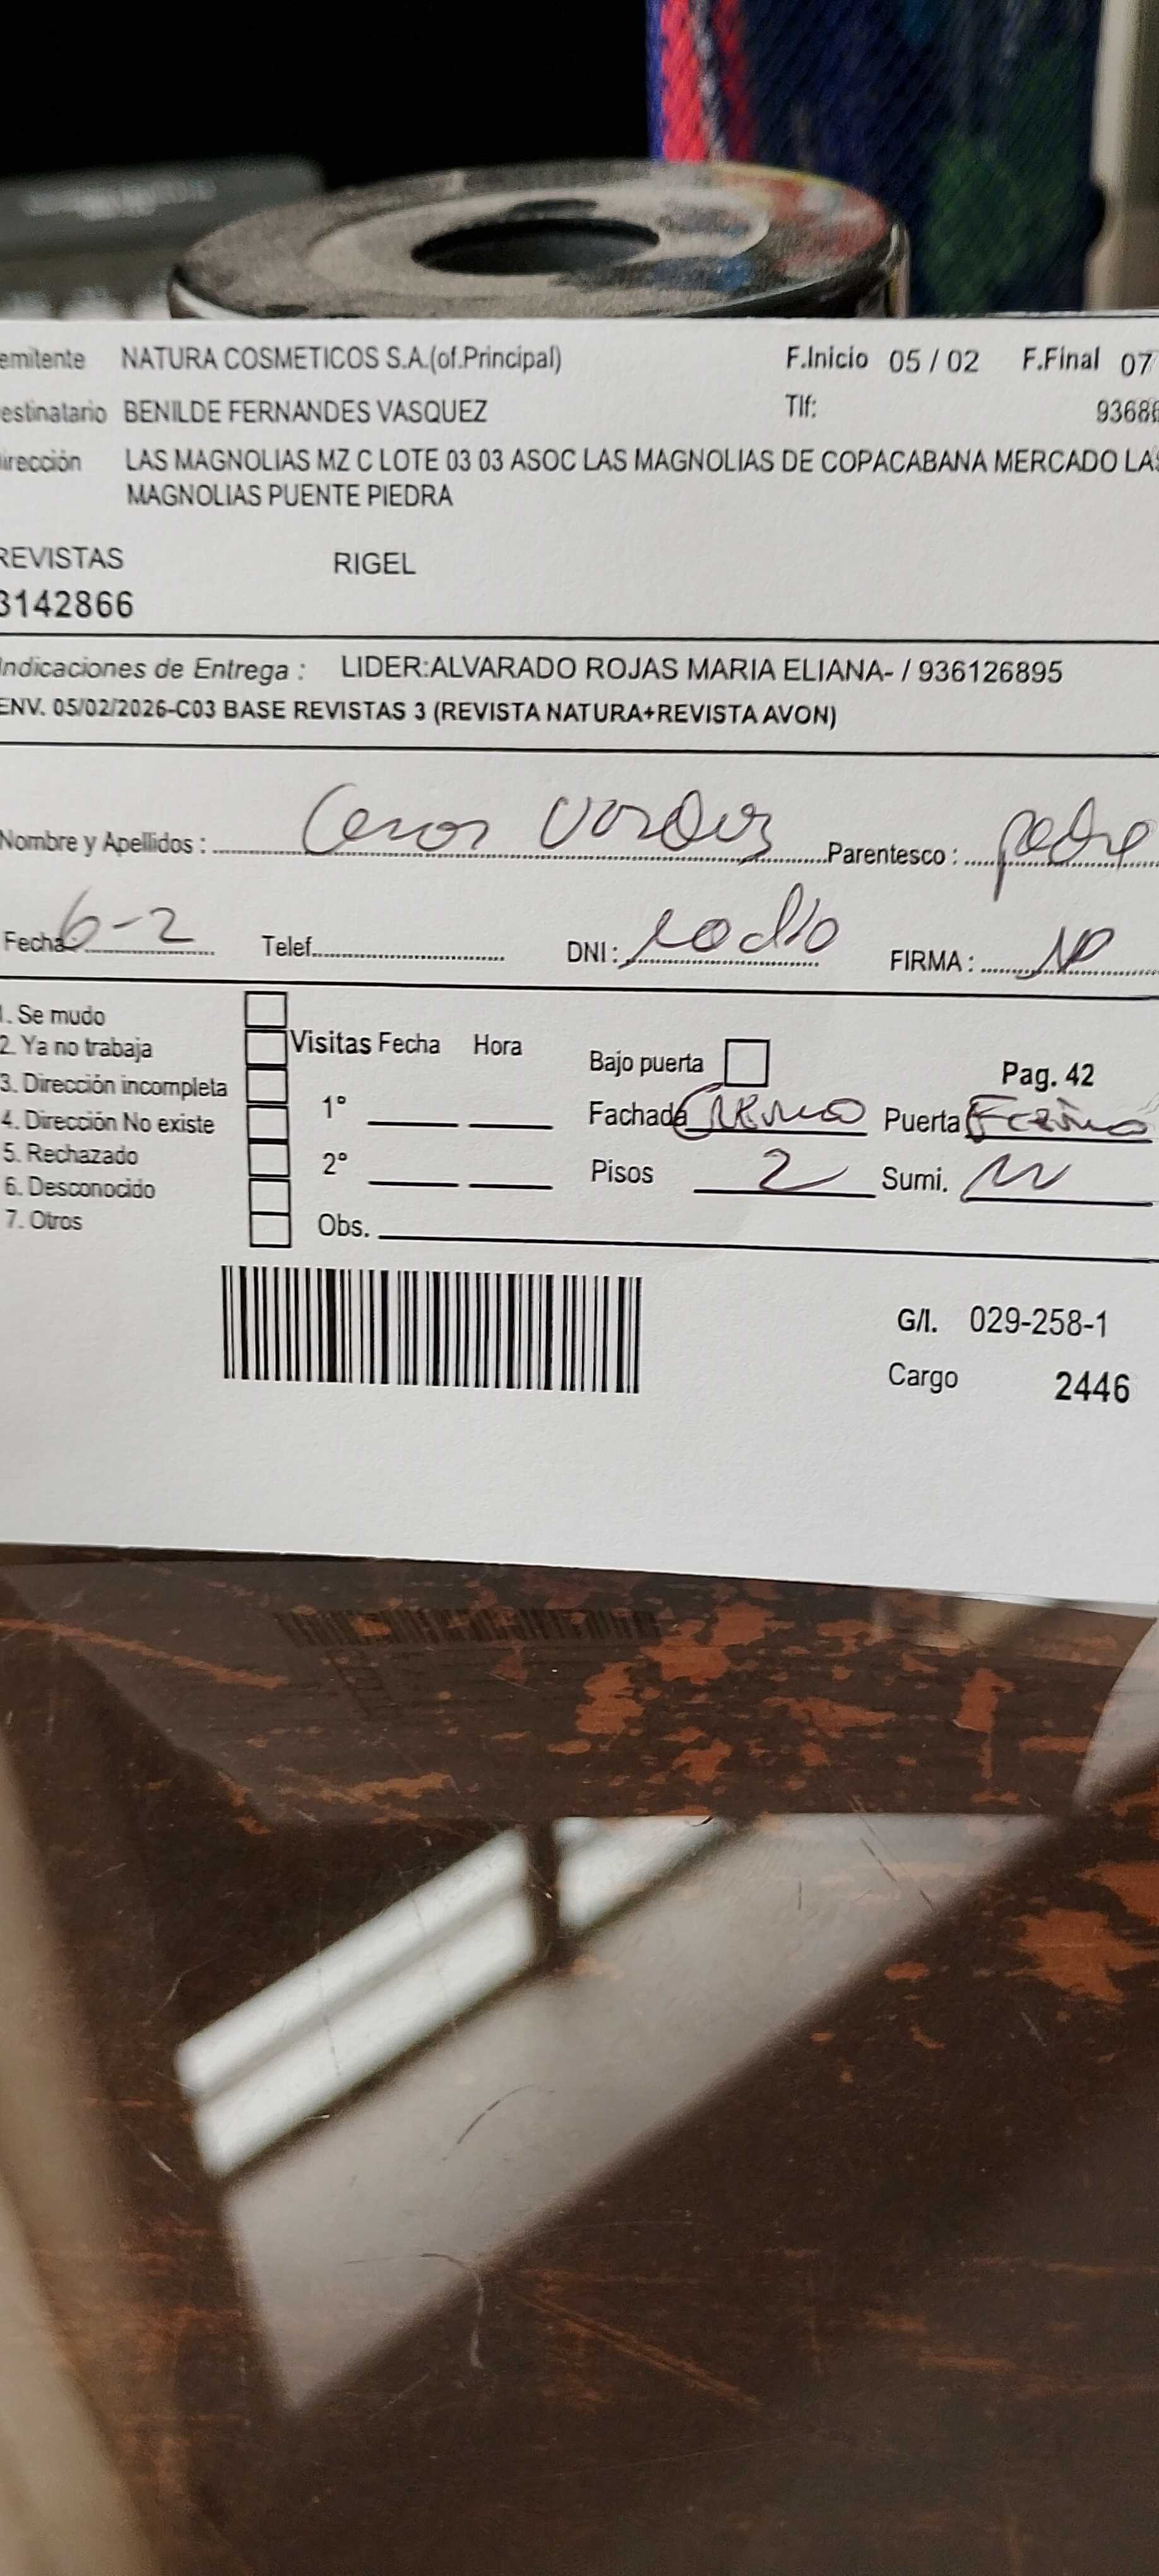 emitente NATURA COSMETICOS S.A.(of.Principal) F.Inicio 05 / 02 F.Final 07
estinatario BENILDE FERNANDES VASQUEZ Tlf: 9368
irección LAS MAGNOLIAS MZ C LOTE 03 03 ASOC LAS MAGNOLIAS DE COPACABANA MERCADO LAS
MAGNOLIAS PUENTE PIEDRA
REVISTAS RIGEL
3142866
Indicaciones de Entrega : LIDER:ALVARADO ROJAS MARIA ELIANA- / 936126895
ENV. 05/02/2026-C03 BASE REVISTAS 3 (REVISTA NATURA+REVISTA AVON)
Nombre y Apellidos : Parentesco : padre
Fecha: 6-2 Telef. DNI: FIRMA :
1. Se mudo
2. Ya no trabaja Visitas Fecha Hora Bajo puerta Pag. 42
3. Dirección incompleta 1° Fachada Puerta
4. Dirección No existe
5. Rechazado 2° Pisos 2 Sumi.
6. Desconocido
7. Otros Obs.
G/I. 029-258-1
Cargo 2446